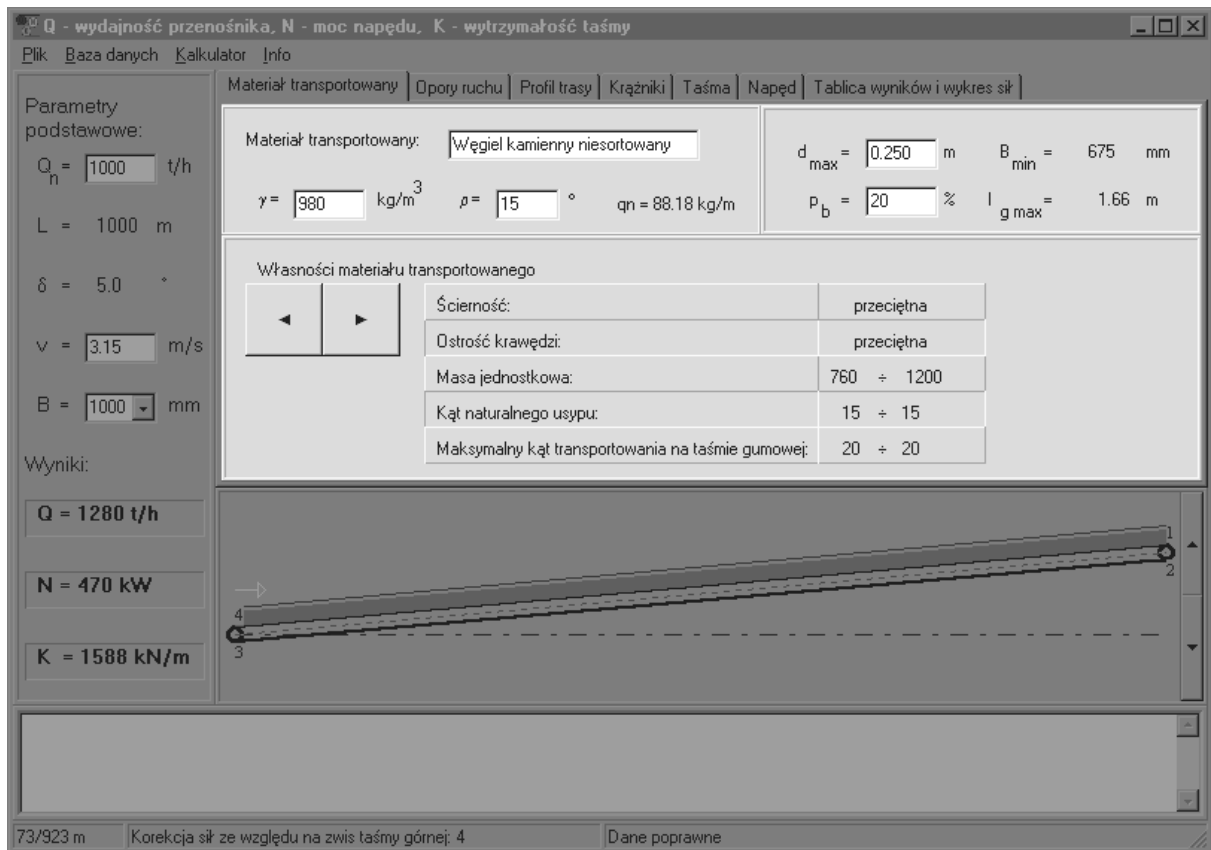 Q - wydajność przenośnika, N - moc napędu, K - wytrzymałość taśmy
Plik Baza danych Kalkulator Info
Materiał transportowany Opory ruchu Profil trasy Krążniki Taśma Napęd Tablica wyników i wykres sił
Parametry
podstawowe:
Qn = 1000 t/h
L = 1000 m
δ = 5.0 °
v = 3.15 m/s
B = 1000 mm
Wyniki:
Q = 1280 t/h
N = 470 kW
K = 1588 kN/m
Materiał transportowany: Węgiel kamienny niesortowany
γ = 980 kg/m³ ρ = 15 ° qn = 88.18 kg/m
d max = 0.250 m B min = 675 mm
p b = 20 % l g max = 1.66 m
Własności materiału transportowanego
Ścierność: przeciętna
Ostrość krawędzi: przeciętna
Masa jednostkowa: 760 ÷ 1200
Kąt naturalnego usypu: 15 ÷ 15
Maksymalny kąt transportowania na taśmie gumowej: 20 ÷ 20
1
2
4
3
73/923 m Korekcja sił ze względu na zwis taśmy górnej: 4 Dane poprawne